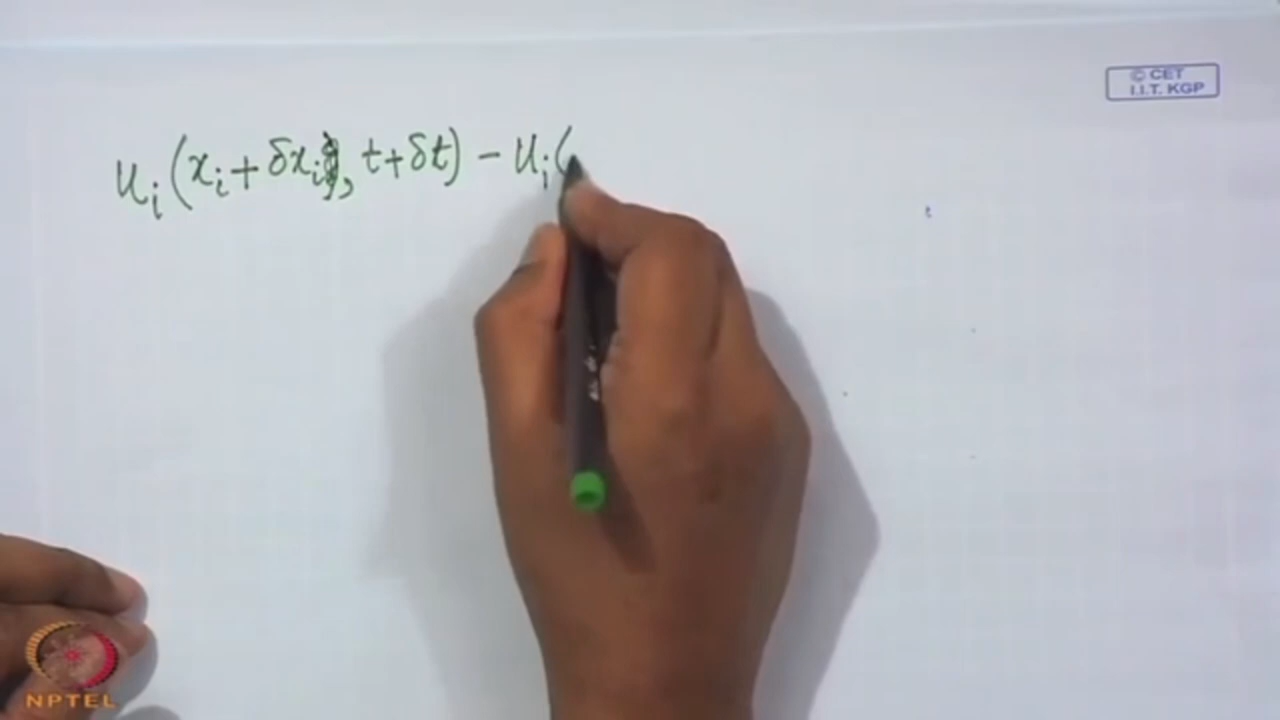 © CET
I.I.T. KGP
u_i (x_i + δx_i, t + δt) - u_i (
NPTEL